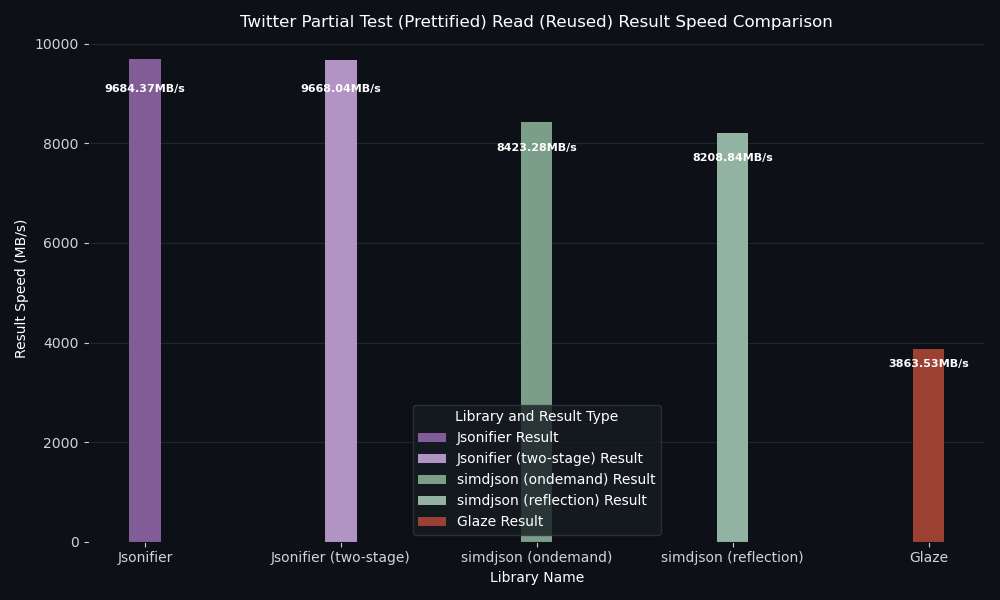 Twitter Partial Test (Prettified) Read (Reused) Result Speed Comparison
10000
9684.37MB/s
9668.04MB/s
8000
8423.28MB/s
8208.84MB/s
6000
Result Speed (MB/s)
4000
3863.53MB/s
2000
0
Library and Result Type
Jsonifier Result
Jsonifier (two-stage) Result
simdjson (ondemand) Result
simdjson (reflection) Result
Glaze Result
Jsonifier
Jsonifier (two-stage)
simdjson (ondemand)
simdjson (reflection)
Glaze
Library Name